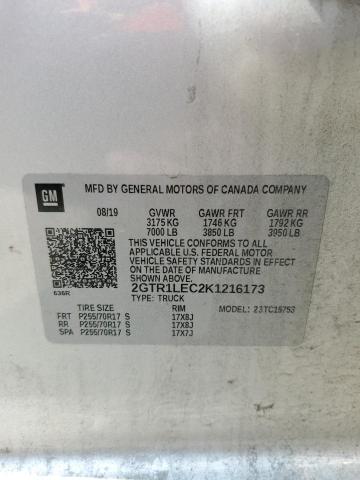 GM
MFD BY GENERAL MOTORS OF CANADA COMPANY
08/19 GVWR GAWR FRT GAWR RR
3175 KG 1746 KG 1792 KG
7000 LB 3850 LB 3950 LB
THIS VEHICLE CONFORMS TO ALL
APPLICABLE U.S. FEDERAL MOTOR
VEHICLE SAFETY STANDARDS IN
EFFECT ON THE DATE OF MANUFACTURE
SHOWN ABOVE.
636R
2GTR1LEC2K1216173
TYPE: TRUCK
TIRE SIZE RIM MODEL: 23TC15753
FRT P255/70R17 S 17X8J
RR P255/70R17 S 17X8J
SPA P255/70R17 S 17X7J